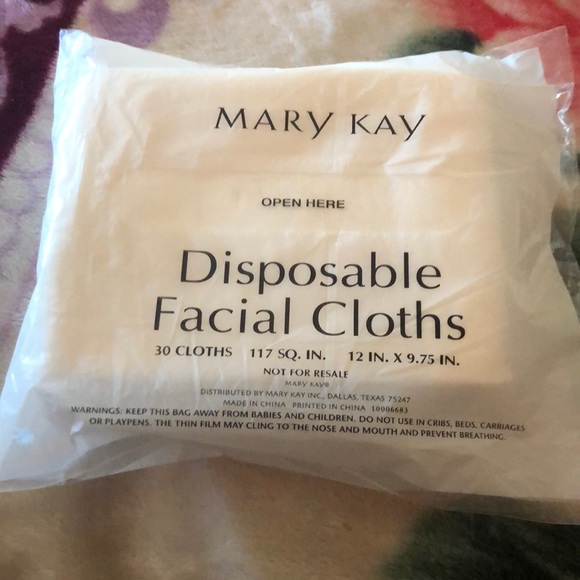 MARY KAY
OPEN HERE
Disposable
Facial Cloths
30 CLOTHS 117 SQ. IN. 12 IN. X 9.75 IN.
NOT FOR RESALE
MARY KAY®
DISTRIBUTED BY MARY KAY INC., DALLAS, TEXAS 75247
MADE IN CHINA PRINTED IN CHINA 10006683
WARNINGS: KEEP THIS BAG AWAY FROM BABIES AND CHILDREN. DO NOT USE IN CRIBS, BEDS, CARRIAGES
OR PLAYPENS. THE THIN FILM MAY CLING TO THE NOSE AND MOUTH AND PREVENT BREATHING.